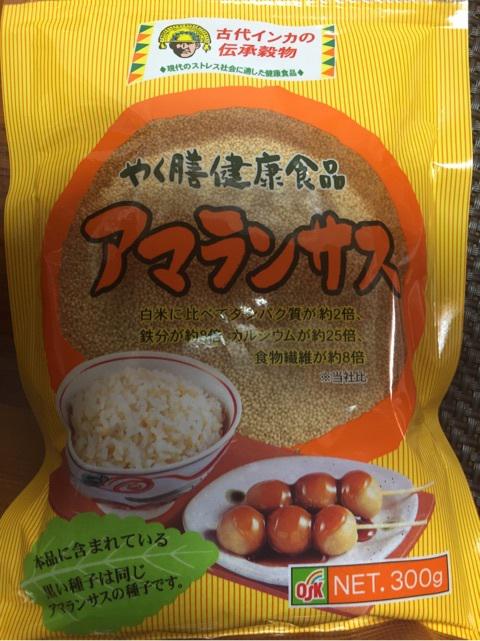 古代インカの
伝承穀物
◆現代のストレス社会に適した健康食品◆
やく膳健康食品
アマランサス
白米に比べてタンパク質が約2倍、
鉄分が約8倍、カルシウムが約25倍、
食物繊維が約8倍
※当社比
本品に含まれている
黒い種子は同じ
アマランサスの種子です。
OSK
NET.300g